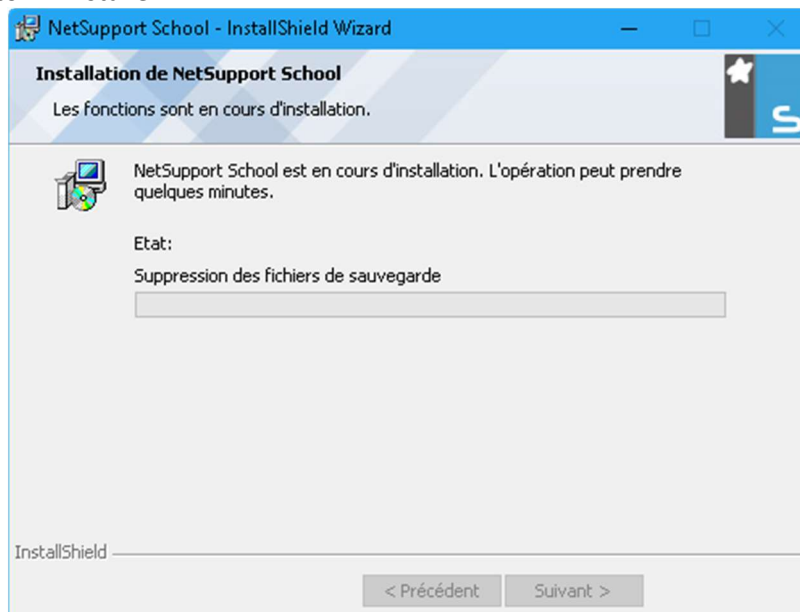 NetSupport School - InstallShield Wizard
Installation de NetSupport School
Les fonctions sont en cours d'installation.
S
NetSupport School est en cours d'installation. L'opération peut prendre
quelques minutes.
Etat:
Suppression des fichiers de sauvegarde
InstallShield
< Précédent
Suivant >